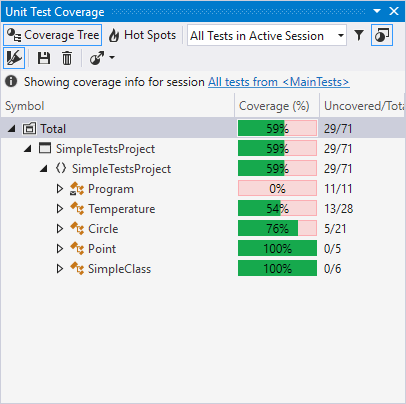 Unit Test Coverage
Coverage Tree Hot Spots All Tests in Active Session
Showing coverage info for session All tests from <MainTests>
Symbol Coverage (%) Uncovered/Tota
Total 59% 29/71
SimpleTestsProject 59% 29/71
SimpleTestsProject 59% 29/71
Program 0% 11/11
Temperature 54% 13/28
Circle 76% 5/21
Point 100% 0/5
SimpleClass 100% 0/6